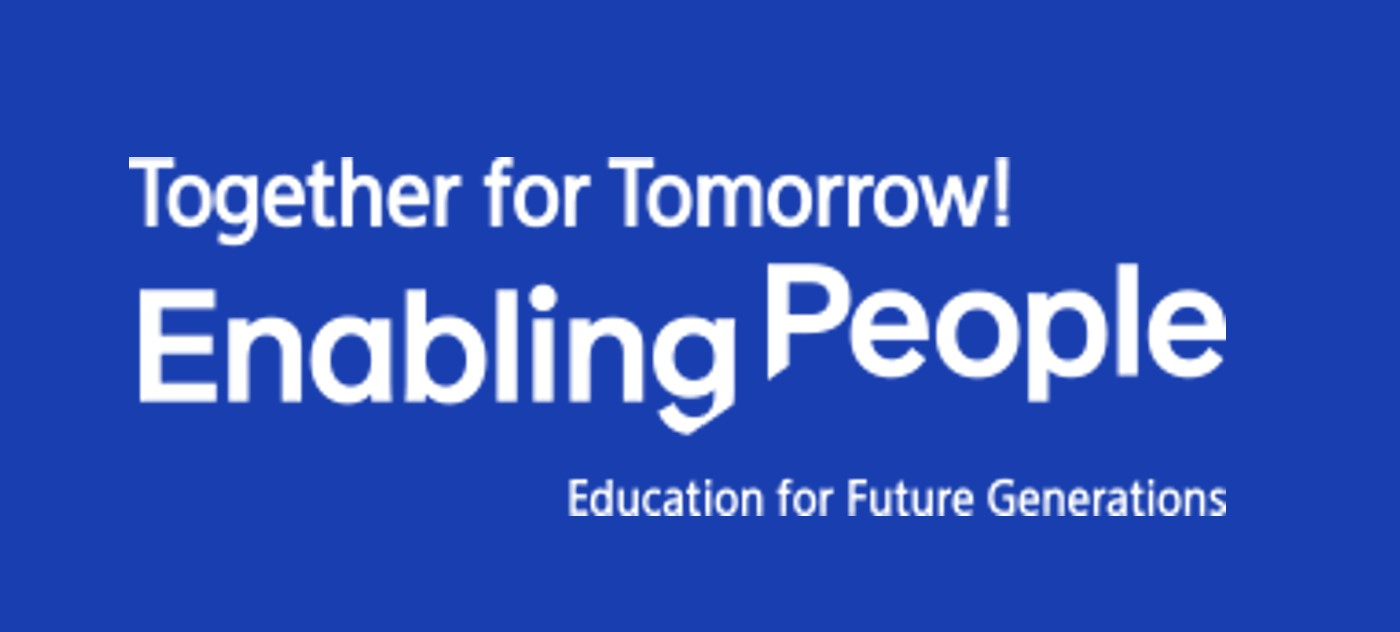 Together for Tomorrow!
Enabling People
Education for Future Generations